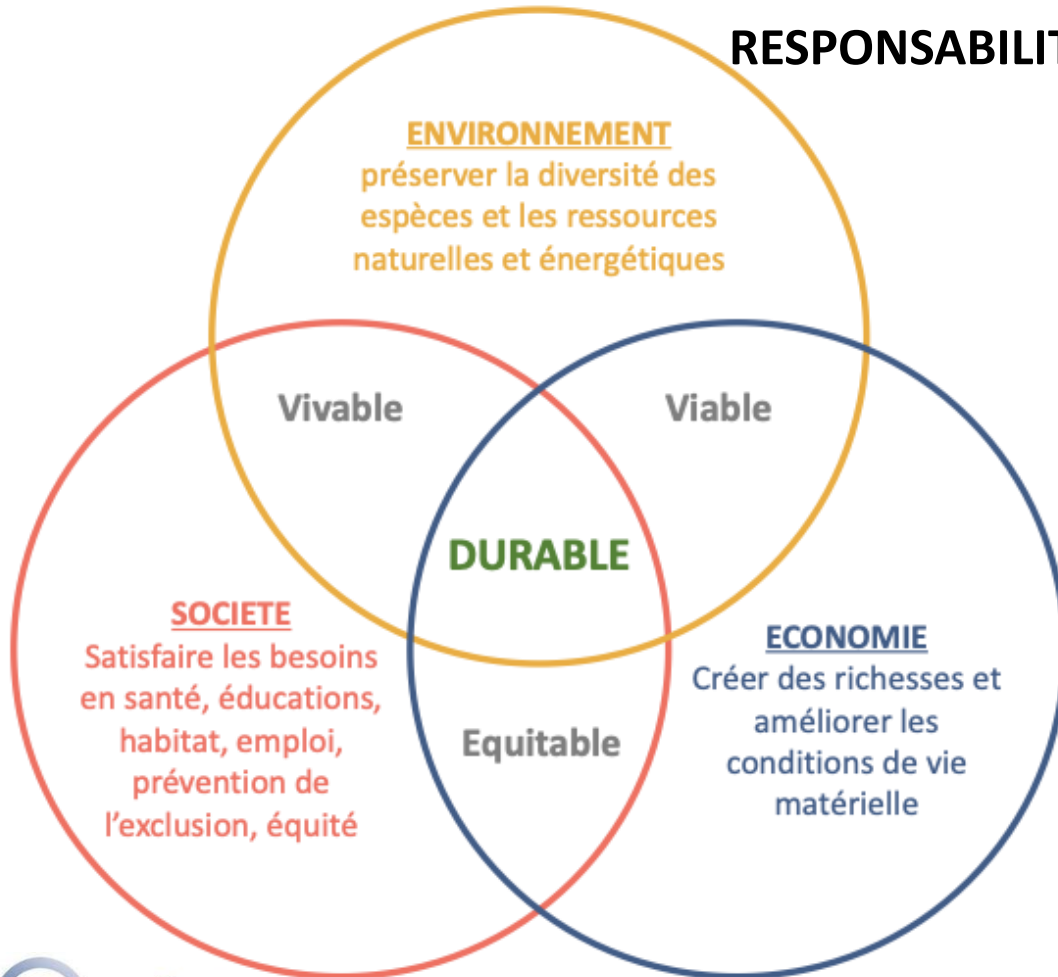 RESPONSABILIT
ENVIRONNEMENT
préserver la diversité des
espèces et les ressources
naturelles et énergétiques
Vivable
Viable
DURABLE
SOCIETE
Satisfaire les besoins
en santé, éducations,
habitat, emploi,
prévention de
l’exclusion, équité
Equitable
ECONOMIE
Créer des richesses et
améliorer les
conditions de vie
matérielle